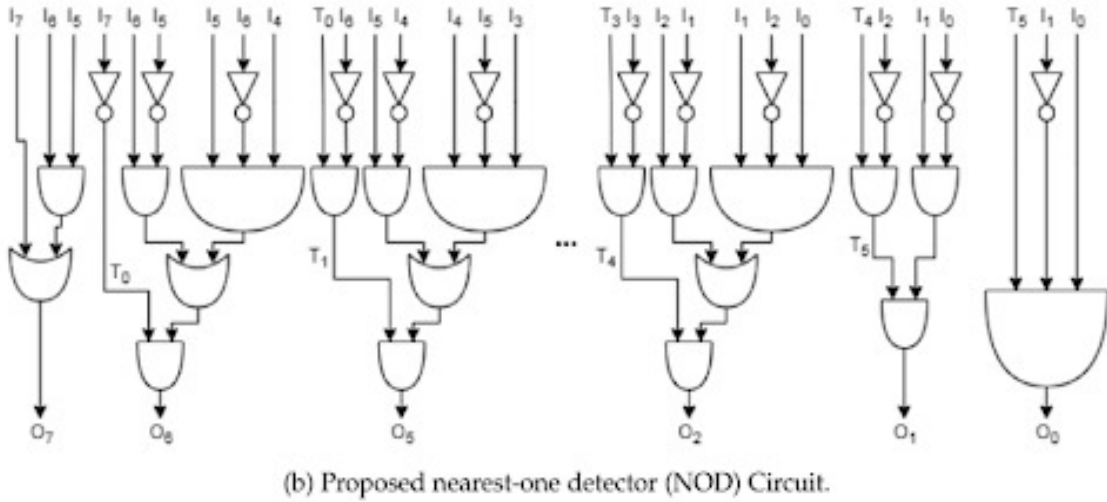 I7 I6 I5 I7 I6 I5 I5 I6 I4 T0 I6 I5 I4 I4 I5 I3 T3 I3 I2 I1 I1 I2 I0 T4 I2 I1 I0 T5 I1 I0
T0 T1 ... T4 T5
O7 O6 O5 O2 O1 O0
(b) Proposed nearest-one detector (NOD) Circuit.